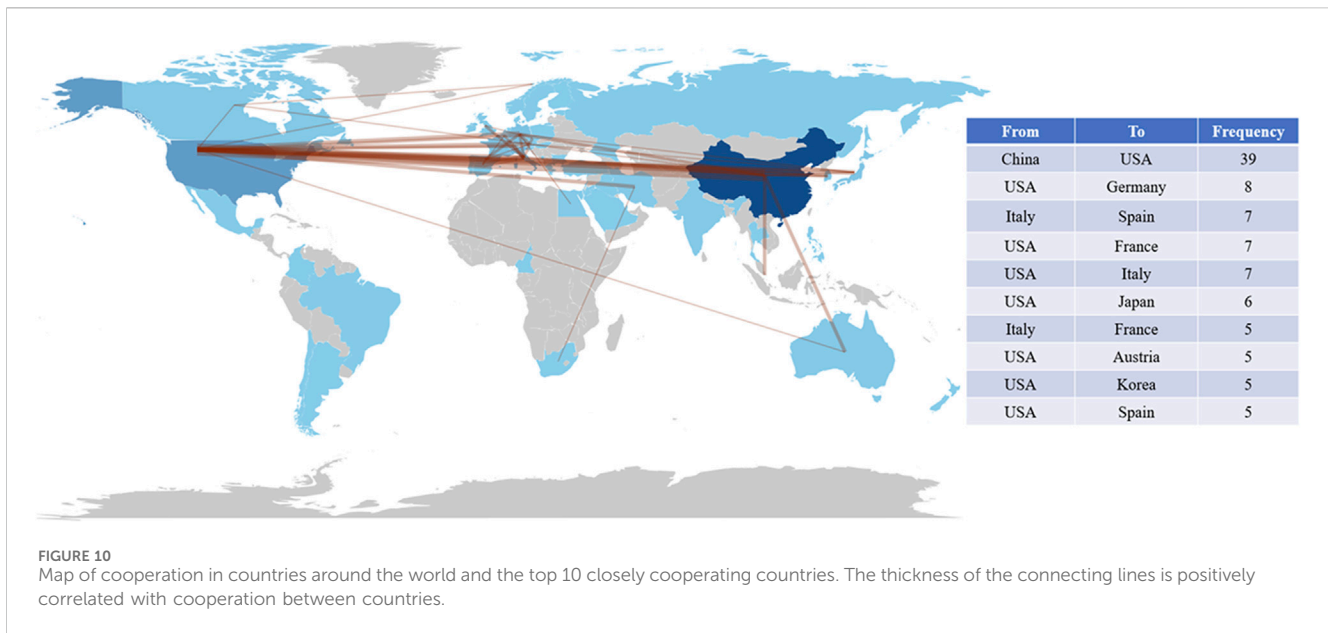 From To Frequency
China USA 39
USA Germany 8
Italy Spain 7
USA France 7
USA Italy 7
USA Japan 6
Italy France 5
USA Austria 5
USA Korea 5
USA Spain 5
FIGURE 10
Map of cooperation in countries around the world and the top 10 closely cooperating countries. The thickness of the connecting lines is positively
correlated with cooperation between countries.